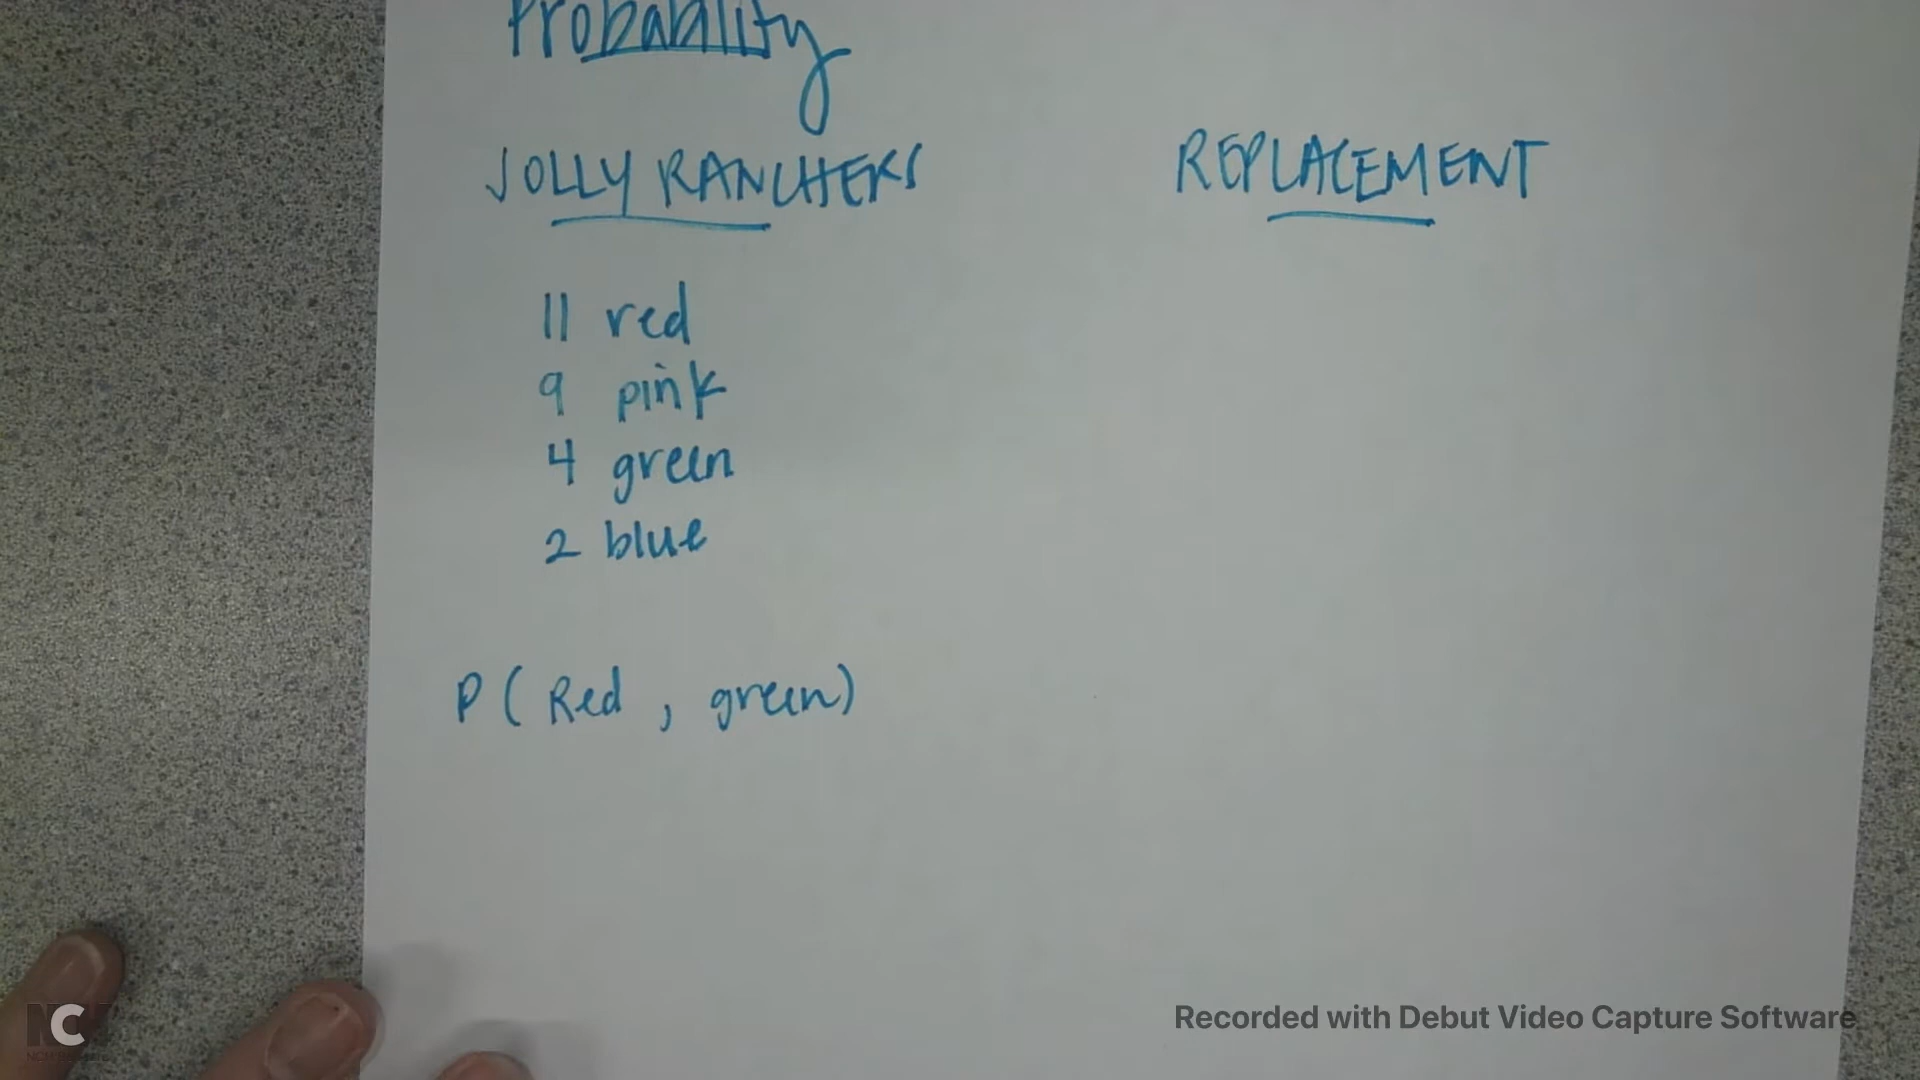 Probability
JOLLY RANCHERS
REPLACEMENT
11 red
9 pink
4 green
2 blue
P ( Red , green)
NCH
Recorded with Debut Video Capture Software